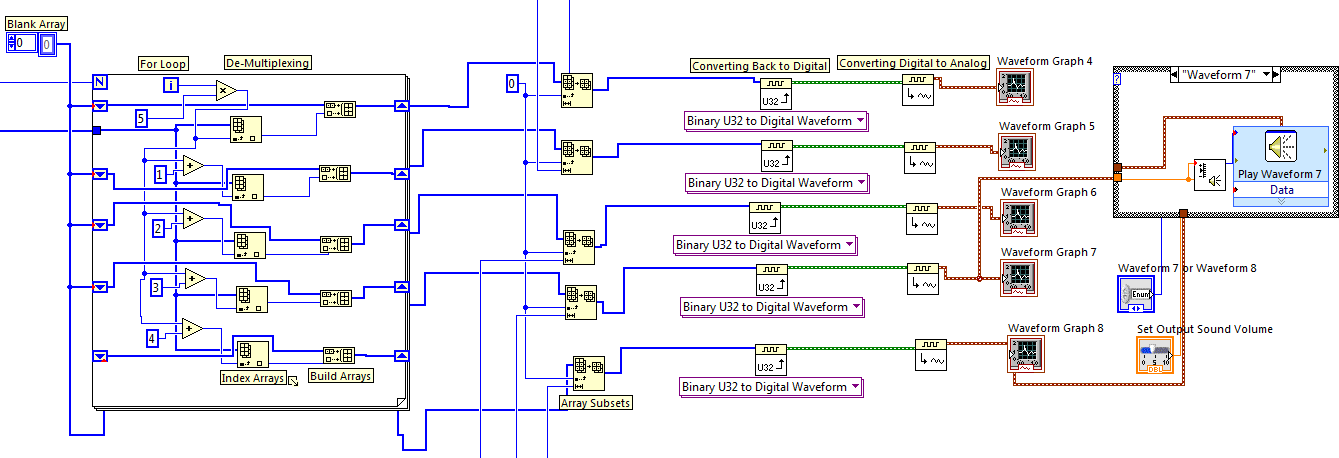 Blank Array
0
0
For Loop
De-Multiplexing
N
i
x
5
+
1
+
2
+
3
+
4
Index Arrays
Build Arrays
0
Array Subsets
Converting Back to Digital
Converting Digital to Analog
U32
Binary U32 to Digital Waveform
Waveform Graph 4
U32
Binary U32 to Digital Waveform
Waveform Graph 5
U32
Binary U32 to Digital Waveform
Waveform Graph 6
U32
Binary U32 to Digital Waveform
Waveform Graph 7
U32
Binary U32 to Digital Waveform
Waveform Graph 8
?
"Waveform 7"
Play Waveform 7
Data
Waveform 7 or Waveform 8
Enum
Set Output Sound Volume
0 5 10
DBL